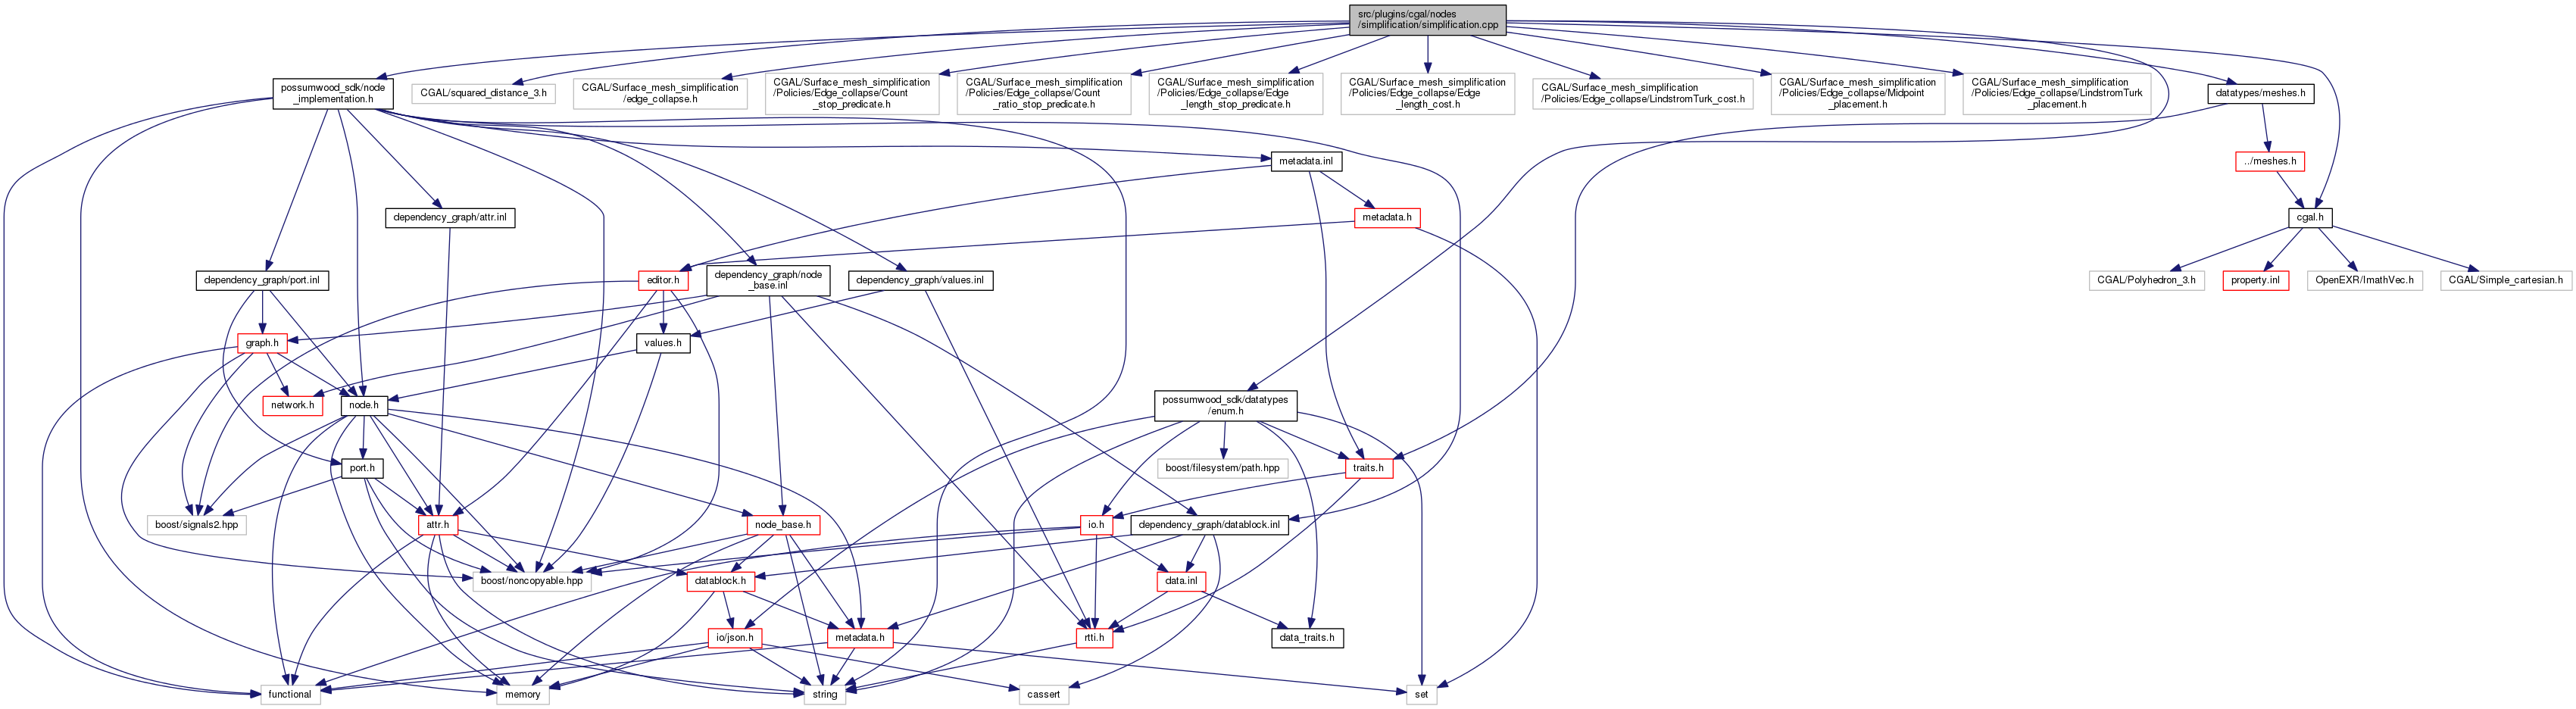 src/plugins/cgal/nodes
/simplification/simplification.cpp
possumwood_sdk/node
_implementation.h
CGAL/squared_distance_3.h
CGAL/Surface_mesh_simplification
/edge_collapse.h
CGAL/Surface_mesh_simplification
/Policies/Edge_collapse/Count
_stop_predicate.h
CGAL/Surface_mesh_simplification
/Policies/Edge_collapse/Count
_ratio_stop_predicate.h
CGAL/Surface_mesh_simplification
/Policies/Edge_collapse/Edge
_length_stop_predicate.h
CGAL/Surface_mesh_simplification
/Policies/Edge_collapse/Edge
_length_cost.h
CGAL/Surface_mesh_simplification
/Policies/Edge_collapse/LindstromTurk_cost.h
CGAL/Surface_mesh_simplification
/Policies/Edge_collapse/Midpoint
_placement.h
CGAL/Surface_mesh_simplification
/Policies/Edge_collapse/LindstromTurk
_placement.h
datatypes/meshes.h
metadata.inl
../meshes.h
dependency_graph/attr.inl
metadata.h
cgal.h
dependency_graph/port.inl
editor.h
dependency_graph/node
_base.inl
dependency_graph/values.inl
CGAL/Polyhedron_3.h
property.inl
OpenEXR/ImathVec.h
CGAL/Simple_cartesian.h
graph.h
values.h
network.h
node.h
possumwood_sdk/datatypes
/enum.h
port.h
boost/filesystem/path.hpp
traits.h
boost/signals2.hpp
attr.h
node_base.h
io.h
dependency_graph/datablock.inl
boost/noncopyable.hpp
datablock.h
data.inl
io/json.h
metadata.h
rtti.h
data_traits.h
functional
memory
string
cassert
set